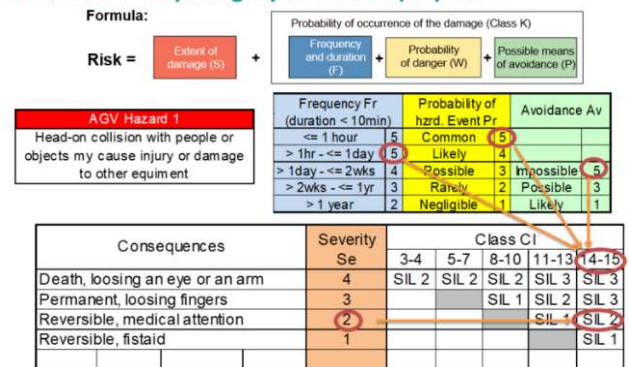 Formula:
Probability of occurrence of the damage (Class K)
Risk =
Extent of
damage (S)
+
Frequency
and duration
(F)
+
Probability
of danger (W)
+
Possible means
of avoidance (P)
AGV Hazard 1
Head-on collision with people or
objects my cause injury or damage
to other equiment
Frequency Fr
(duration < 10min)
Probability of
hzrd. Event Pr
Avoidance Av
<= 1 hour 5 Common 5
> 1hr - <= 1day 5 Likely 4
> 1day - <= 2wks 4 Possible 3 Impossible 5
> 2wks - <= 1yr 3 Rarely 2 Possible 3
> 1 year 2 Negligible 1 Likely 1
Consequences
Severity
Se
Class CI
3-4 5-7 8-10 11-13 14-15
Death, loosing an eye or an arm 4 SIL 2 SIL 2 SIL 2 SIL 3 SIL 3
Permanent, loosing fingers 3 SIL 1 SIL 2 SIL 3
Reversible, medical attention 2 SIL 1 SIL 2
Reversible, fistaid 1 SIL 1